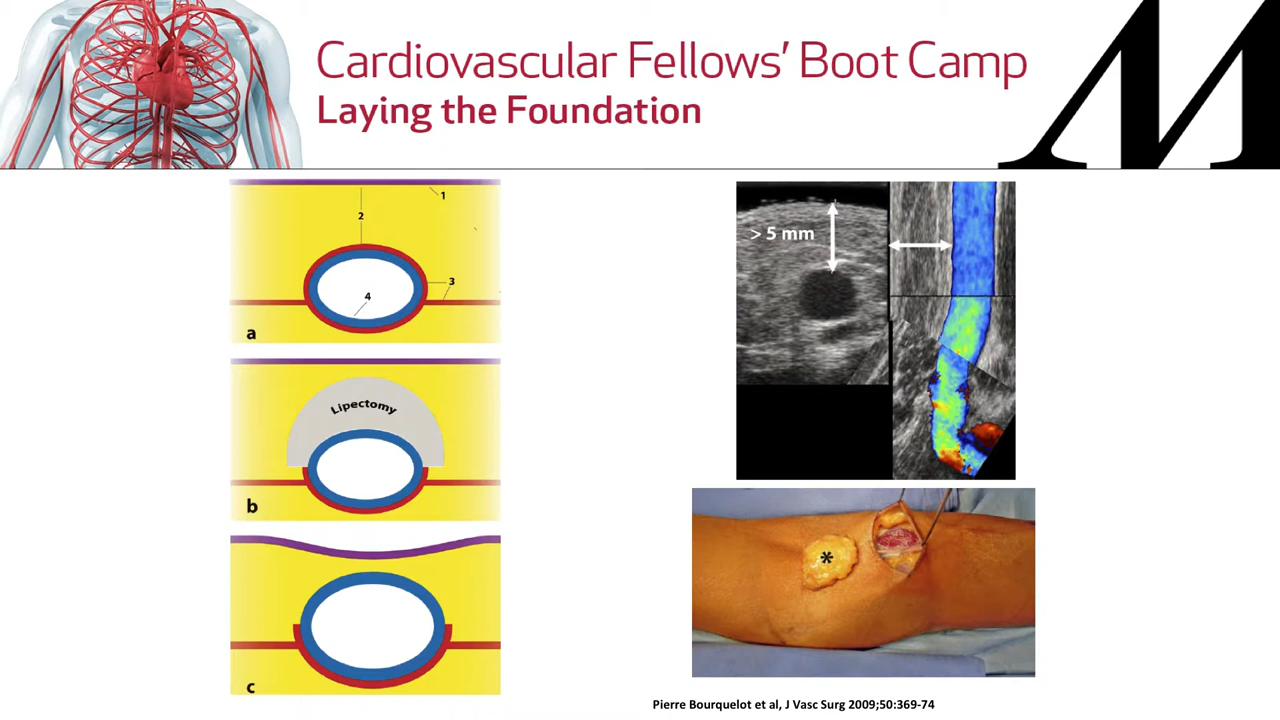 Cardiovascular Fellows' Boot Camp
Laying the Foundation
M
1
2
3
4
a
Lipectomy
b
c
> 5 mm
*
Pierre Bourquelot et al, J Vasc Surg 2009;50:369-74